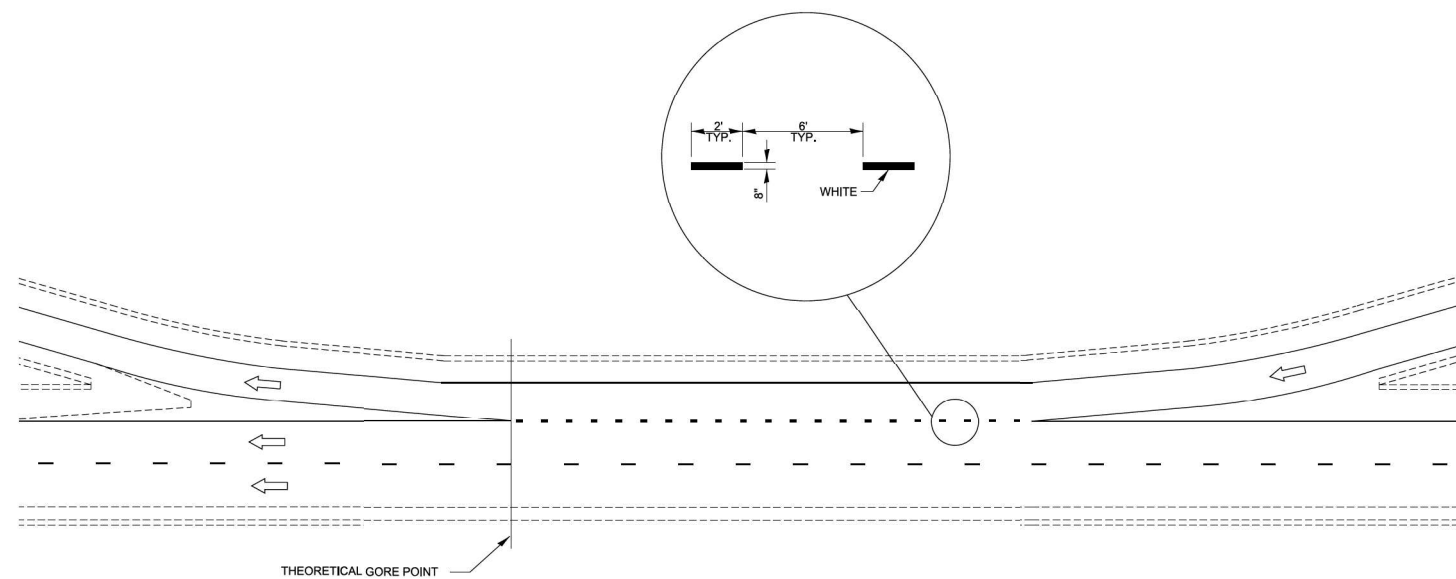 2' 6'
TYP. TYP.
8"
WHITE
THEORETICAL GORE POINT